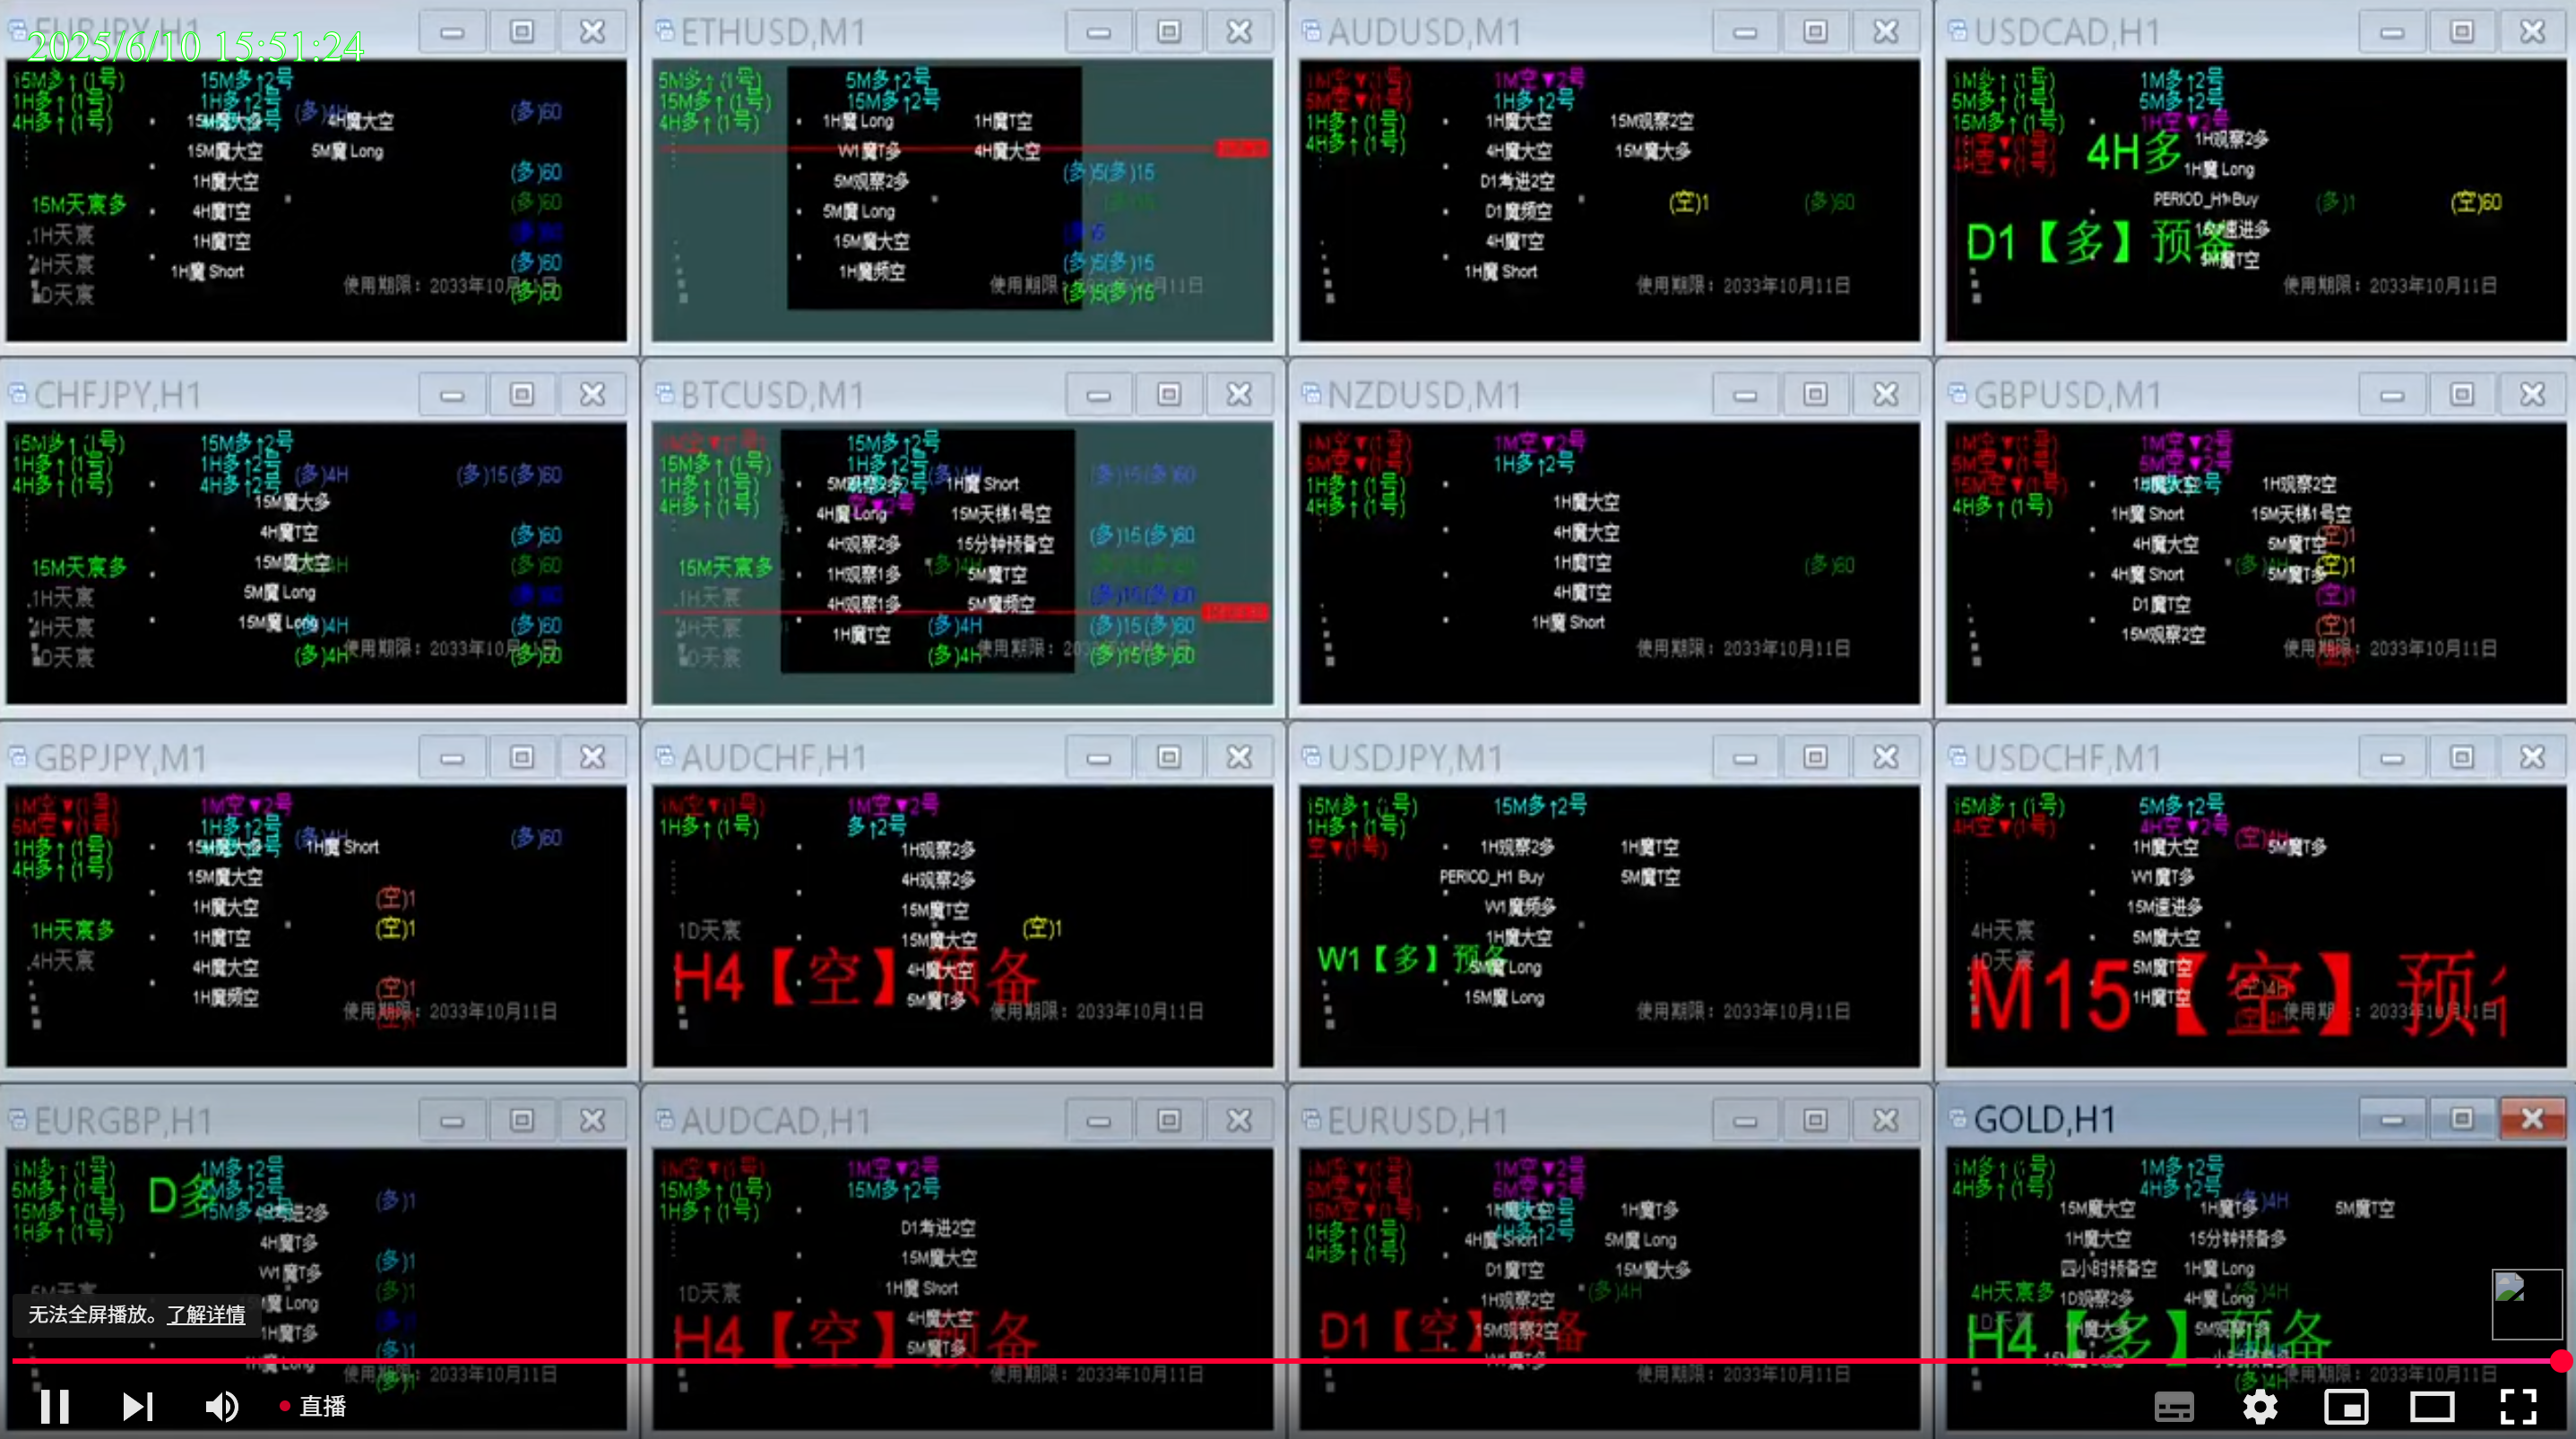 EURJPY,H1
2025/6/10 15:51:24
15M多↑(1号)
15M多↑2号
1H多↑(1号)
1H多↑2号
(多)4H
(多)60
4H多↑(1号)
4H魔大空
15M魔大空
5M魔 Long
1H魔大空
(多)60
15M天宸多
4H魔T空
(多)60
1H天宸
1H魔T空
4H天宸
1H魔 Short
(多)60
D天宸
使用期限：2033年10月
(多)60
ETHUSD,M1
5M多↑(1号)
5M多↑2号
15M多↑(1号)
15M多↑2号
4H多↑(1号)
1H魔 Long
1H魔T空
W1魔T多
4H魔大空
5M观察2多
(多)5(多)15
5M魔 Long
15M魔大空
1H魔频空
(多)5(多)15
使用期限
(多)5(多)15
AUDUSD,M1
1M空▼(1号)
1M空▼2号
5M空▼(1号)
1H多↑2号
1H多↑(1号)
1H魔大空
15M观察2空
4H多↑(1号)
4H魔大空
15M魔大多
D1考进2空
D1魔频空
(空)1
(多)60
4H魔T空
1H魔 Short
使用期限：2033年10月11日
USDCAD,H1
1M多↑(1号)
1M多↑2号
5M多↑(1号)
5M多↑2号
15M多↑(1号)
1H空▼2号
1H空▼(1号)
4H多
1H观察2多
4H空▼(1号)
1H魔 Long
PERIOD_H1 Buy
(多)1
(空)60
D1【多】预备
15M速进多
5M魔T空
使用期限：2033年10月11日
CHFJPY,H1
15M多↑(1号)
15M多↑2号
1H多↑(1号)
1H多↑2号
(多)4H
(多)15(多)60
4H多↑(1号)
4H多↑2号
15M魔大多
4H魔T空
(多)60
15M天宸多
15M魔大空
(多)60
1H天宸
5M魔 Long
4H天宸
15M魔 Long
(多)4H
(多)60
D天宸
(多)4H
使用期限：2033年10月
(多)60
BTCUSD,M1
15M多↑2号
15M多↑(1号)
1H多↑2号
(多)4H
(多)15(多)60
1H多↑(1号)
1H魔 Short
4H多↑(1号)
4H魔 Long
15M天梯1号空
4H观察2多
15分钟预备空
(多)15(多)60
15M天宸多
1H观察1多
5M魔T空
1H天宸
4H观察1多
5M魔频空
(多)15(多)60
4H天宸
1H魔T空
(多)4H
(多)15(多)60
D天宸
(多)4H
使用期限
(多)15(多)60
NZDUSD,M1
1M空▼(1号)
1M空▼2号
5M空▼(1号)
1H多↑2号
1H多↑(1号)
4H多↑(1号)
1H魔大空
4H魔大空
1H魔T空
(多)60
4H魔T空
1H魔 Short
使用期限：2033年10月11日
GBPUSD,M1
1M空▼(1号)
1M空▼2号
5M空▼(1号)
5M空▼2号
15M空▼(1号)
1H魔大空
1H观察2空
4H多↑(1号)
1H魔 Short
15M天梯1号空
4H魔大空
5M魔T空
(空)1
4H魔 Short
5M魔T多
(空)1
D1魔T空
(空)1
15M观察2空
(空)1
使用期限：2033年10月11日
GBPJPY,M1
1M空▼(1号)
1M空▼2号
5M空▼(1号)
1H多↑2号
1H多↑(1号)
1H魔 Short
(多)60
4H多↑(1号)
15M魔大空
1H魔大空
(空)1
1H天宸多
1H魔T空
(空)1
4H天宸
4H魔大空
1H魔频空
(空)1
使用期限：2033年10月11日
AUDCHF,H1
1M空▼(1号)
1M空▼2号
1H多↑(1号)
多↑2号
1H观察2多
4H观察2多
15M魔T空
1D天宸
15M魔大空
(空)1
H4【空】预备
4H魔大空
5M魔T多
使用期限：2033年10月11日
USDJPY,M1
15M多↑(1号)
15M多↑2号
1H多↑(1号)
空▼(1号)
1H观察2多
1H魔T空
PERIOD_H1 Buy
5M魔T空
W1魔频多
1H魔大空
W1【多】预备
5M魔 Long
15M魔 Long
使用期限：2033年10月11日
USDCHF,M1
15M多↑(1号)
5M多↑2号
4H空▼(1号)
4H空▼2号
(空)4H
1H魔大空
5M魔T多
W1魔T多
15M速进多
4H天宸
5M魔大空
1D天宸
5M魔T空
M15【空】预
1H魔T空
使用期限：2033年10月11日
EURGBP,H1
1M多↑(1号)
1M多↑2号
5M多↑(1号)
D多
5M多↑2号
(多)1
15M多↑(1号)
15M多↑2号
1H多↑(1号)
4H魔T多
W1魔T多
(多)1
5M天宸
魔 Long
(多)1
1H魔T多
(多)1
使用期限：2033年10月11日
(多)1
AUDCAD,H1
1M空▼(1号)
1M空▼2号
15M多↑(1号)
15M多↑2号
1H多↑(1号)
D1考进2空
15M魔大空
1D天宸
1H魔 Short
H4【空】预备
4H魔大空
5M魔T多
使用期限：2033年10月11日
EURUSD,H1
1M空▼(1号)
1M空▼2号
5M空▼(1号)
5M空▼2号
15M空▼(1号)
1H魔T多
1H多↑(1号)
4H魔 Short
5M魔 Long
4H多↑(1号)
D1魔T空
15M魔大多
1H观察2空
(多)4H
D1【空】预备
15M观察2空
使用期限：2033年10月11日
GOLD,H1
1M多↑(1号)
1M多↑2号
4H多↑(1号)
4H多↑2号
15M魔大空
1H魔T多
5M魔T空
1H魔大空
15分钟预备多
四小时预备空
1H魔 Long
4H天宸多
1D观察2多
4H魔 Long
H4【多】预备
1H魔大多
使用期限：2033年10月11日
(多)4H
无法全屏播放。了解详情
直播